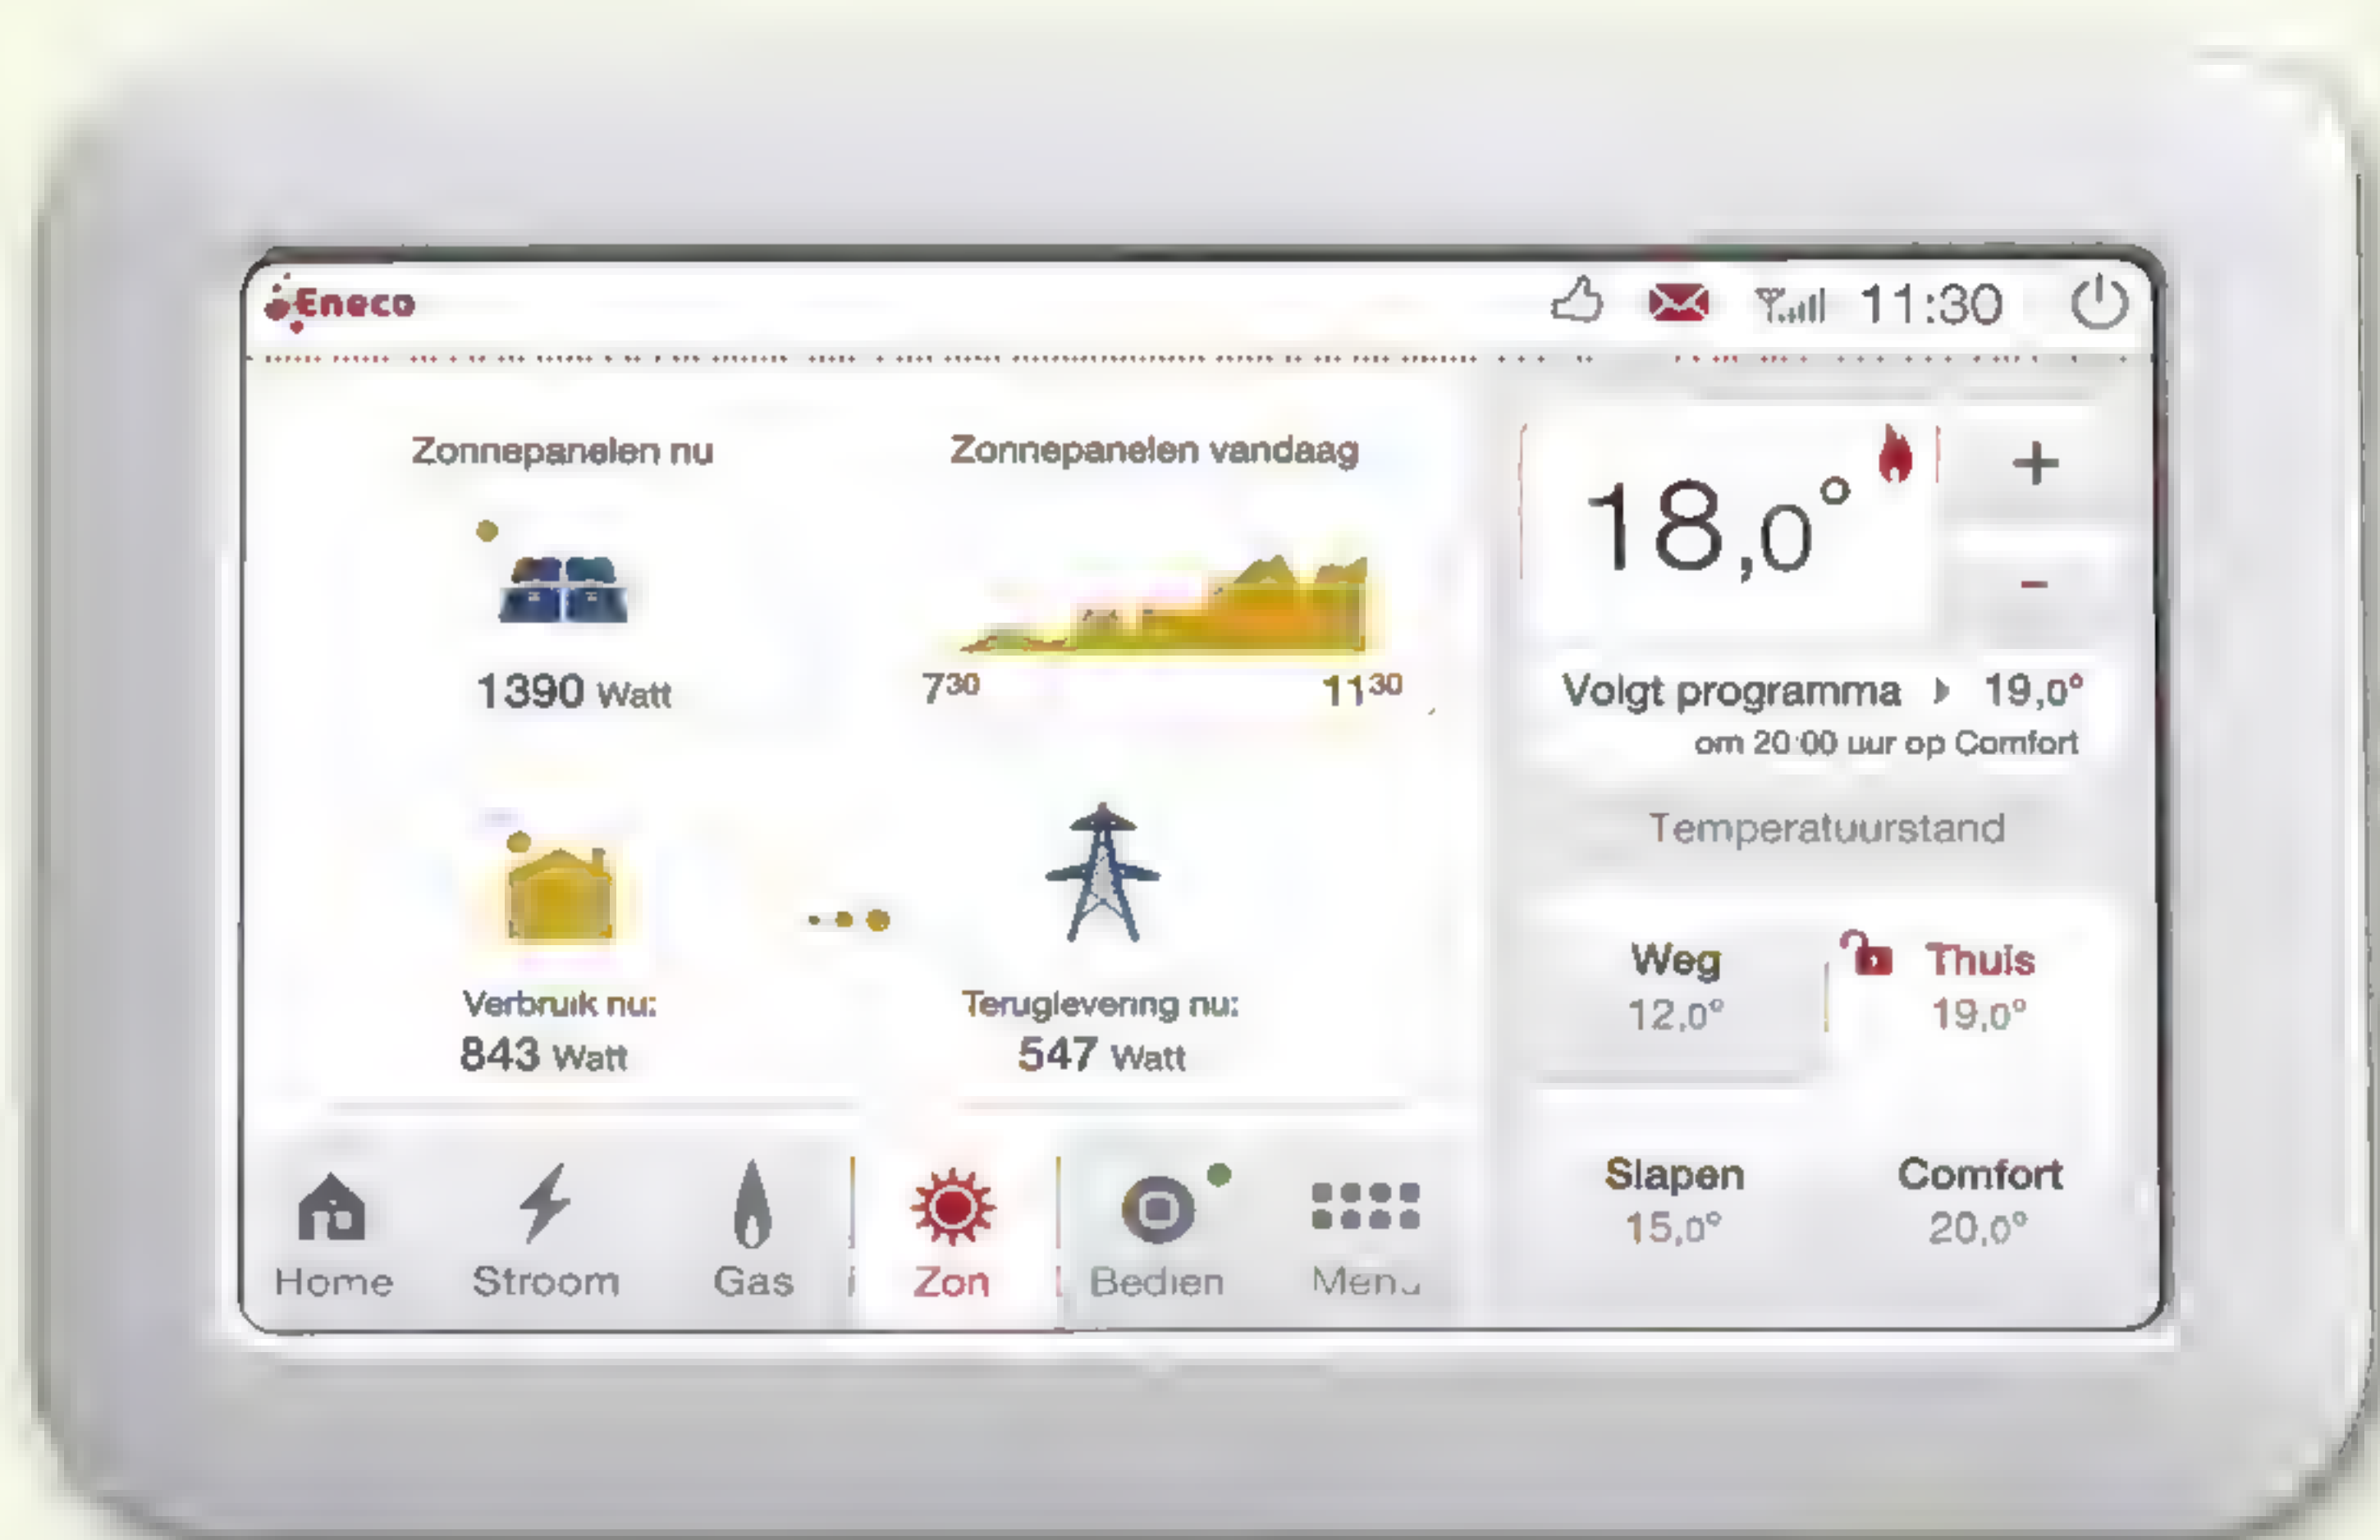 Eneco
11:30
Zonnepanelen nu
Zonnepanelen vandaag
1390 Watt
7³⁰
11³⁰
Verbruik nu:
843 Watt
Teruglevering nu:
547 Watt
Home
Stroom
Gas
Zon
Bedien
Menu
18,0°
+
-
Volgt programma 19,0°
om 20:00 uur op Comfort
Temperatuurstand
Weg
12,0°
Thuis
19,0°
Slapen
15,0°
Comfort
20,0°